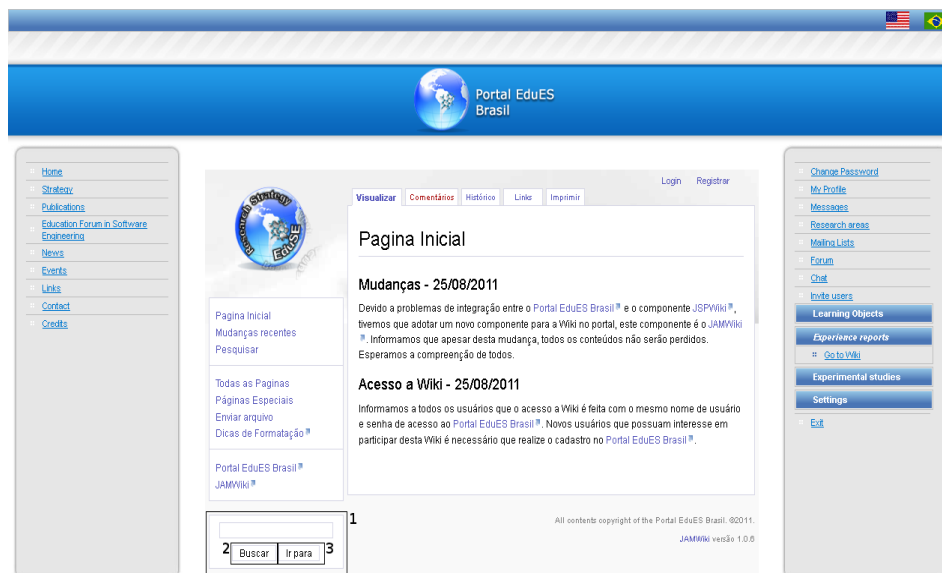 Portal EduES
Brasil
Home
Strategy
Publications
Education Forum in Software
Engineering
News
Events
Links
Contact
Credits
Research Strategy
EduSE
Pagina Inicial
Mudanças recentes
Pesquisar
Todas as Paginas
Páginas Especiais
Enviar arquivo
Dicas de Formatação
Portal EduES Brasil
JAMWiki
1
2
Buscar
Ir para
3
Login Registrar
Visualizar Comentários Histórico Links Imprimir
Pagina Inicial
Mudanças - 25/08/2011
Devido a problemas de integração entre o Portal EduES Brasil e o componente JSPWiki,
tivemos que adotar um novo componente para a Wiki no portal, este componente é o JAMWiki
. Informamos que apesar desta mudança, todos os conteúdos não serão perdidos.
Esperamos a compreenção de todos.
Acesso a Wiki - 25/08/2011
Informamos a todos os usuários que o acesso a Wiki é feita com o mesmo nome de usuário
e senha de acesso ao Portal EduES Brasil. Novos usuários que possuam interesse em
participar desta Wiki é necessário que realize o cadastro no Portal EduES Brasil.
All contents copyright of the Portal EduES Brazil. ©2011.
JAMWiki versão 1.0.6
Change Password
My Profile
Messages
Research areas
Mailing Lists
Forum
Chat
Invite users
Learning Objects
Experience reports
Go to Wiki
Experimental studies
Settings
Exit